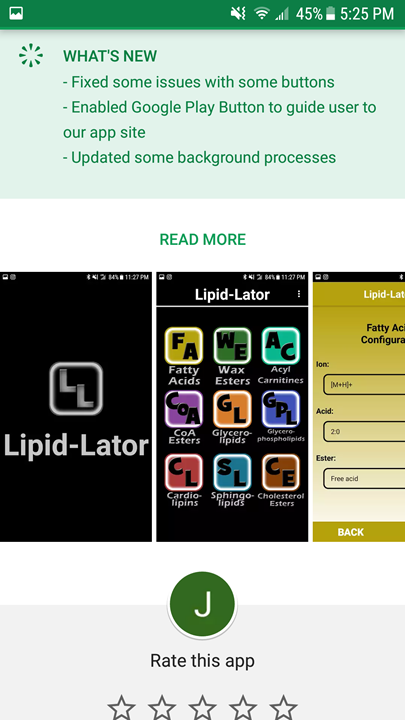 45% 5:25 PM
WHAT'S NEW
- Fixed some issues with some buttons
- Enabled Google Play Button to guide user to
our app site
- Updated some background processes
READ MORE
84% 11:27 PM
LL
Lipid-Lator
84% 11:27 PM
Lipid-Lator
FA WE AC
Fatty Acids
Wax Esters
Acyl Carnitines
CoA GL GPL
CoA Esters
Glycero-lipids
Glycero-phospholipids
CL SL CE
Cardio-lipins
Sphingo-lipids
Cholesterol Esters
Lipid-Lat
Fatty Aci
Configura
Ion:
[M+H]+
Acid:
2:0
Ester:
Free acid
BACK
J
Rate this app